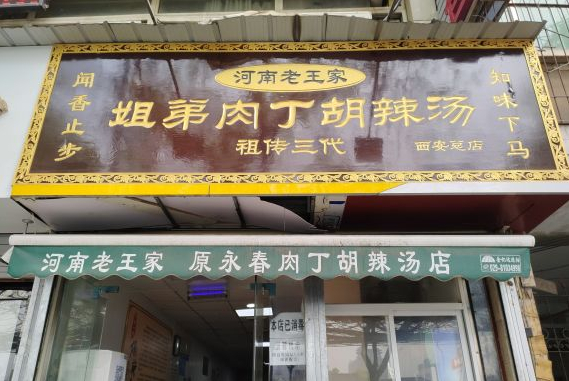 河南老王家
闻香止步
姐弟肉丁胡辣汤
知味下马
祖传三代
西安总店
河南老王家 原永春肉丁胡辣汤店
本店已消毒